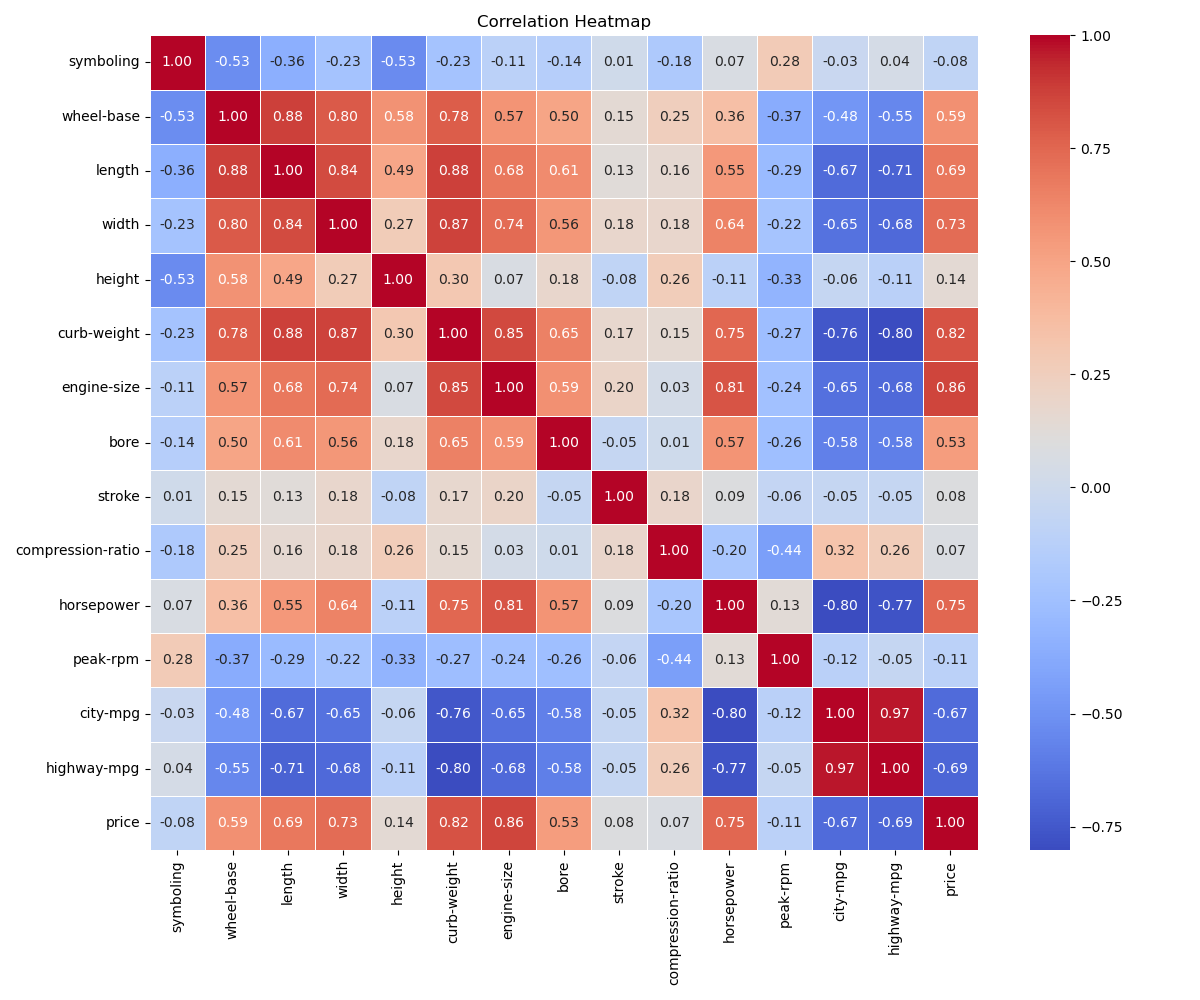 Correlation Heatmap
symboling 1.00 -0.53 -0.36 -0.23 -0.53 -0.23 -0.11 -0.14 0.01 -0.18 0.07 0.28 -0.03 0.04 -0.08
wheel-base -0.53 1.00 0.88 0.80 0.58 0.78 0.57 0.50 0.15 0.25 0.36 -0.37 -0.48 -0.55 0.59
length -0.36 0.88 1.00 0.84 0.49 0.88 0.68 0.61 0.13 0.16 0.55 -0.29 -0.67 -0.71 0.69
width -0.23 0.80 0.84 1.00 0.27 0.87 0.74 0.56 0.18 0.18 0.64 -0.22 -0.65 -0.68 0.73
height -0.53 0.58 0.49 0.27 1.00 0.30 0.07 0.18 -0.08 0.26 -0.11 -0.33 -0.06 -0.11 0.14
curb-weight -0.23 0.78 0.88 0.87 0.30 1.00 0.85 0.65 0.17 0.15 0.75 -0.27 -0.76 -0.80 0.82
engine-size -0.11 0.57 0.68 0.74 0.07 0.85 1.00 0.59 0.20 0.03 0.81 -0.24 -0.65 -0.68 0.86
bore -0.14 0.50 0.61 0.56 0.18 0.65 0.59 1.00 -0.05 0.01 0.57 -0.26 -0.58 -0.58 0.53
stroke 0.01 0.15 0.13 0.18 -0.08 0.17 0.20 -0.05 1.00 0.18 0.09 -0.06 -0.05 -0.05 0.08
compression-ratio -0.18 0.25 0.16 0.18 0.26 0.15 0.03 0.01 0.18 1.00 -0.20 -0.44 0.32 0.26 0.07
horsepower 0.07 0.36 0.55 0.64 -0.11 0.75 0.81 0.57 0.09 -0.20 1.00 0.13 -0.80 -0.77 0.75
peak-rpm 0.28 -0.37 -0.29 -0.22 -0.33 -0.27 -0.24 -0.26 -0.06 -0.44 0.13 1.00 -0.12 -0.05 -0.11
city-mpg -0.03 -0.48 -0.67 -0.65 -0.06 -0.76 -0.65 -0.58 -0.05 0.32 -0.80 -0.12 1.00 0.97 -0.67
highway-mpg 0.04 -0.55 -0.71 -0.68 -0.11 -0.80 -0.68 -0.58 -0.05 0.26 -0.77 -0.05 0.97 1.00 -0.69
price -0.08 0.59 0.69 0.73 0.14 0.82 0.86 0.53 0.08 0.07 0.75 -0.11 -0.67 -0.69 1.00
symboling
wheel-base
length
width
height
curb-weight
engine-size
bore
stroke
compression-ratio
horsepower
peak-rpm
city-mpg
highway-mpg
price
1.00
0.75
0.50
0.25
0.00
−0.25
−0.50
−0.75